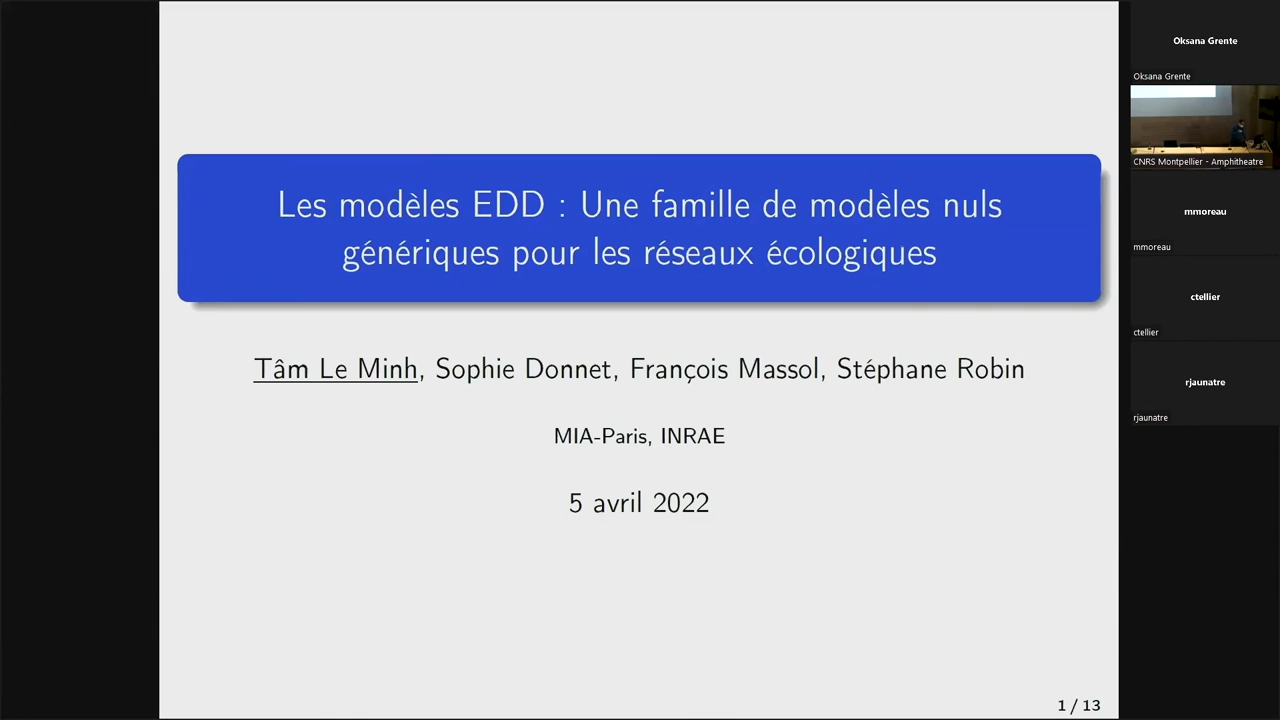 Les modèles EDD : Une famille de modèles nuls
génériques pour les réseaux écologiques
Tâm Le Minh, Sophie Donnet, François Massol, Stéphane Robin
MIA-Paris, INRAE
5 avril 2022
1 / 13
Oksana Grente
Oksana Grente
CNRS Montpellier - Amphitheatre
mmoreau
mmoreau
ctellier
ctellier
rjaunatre
rjaunatre